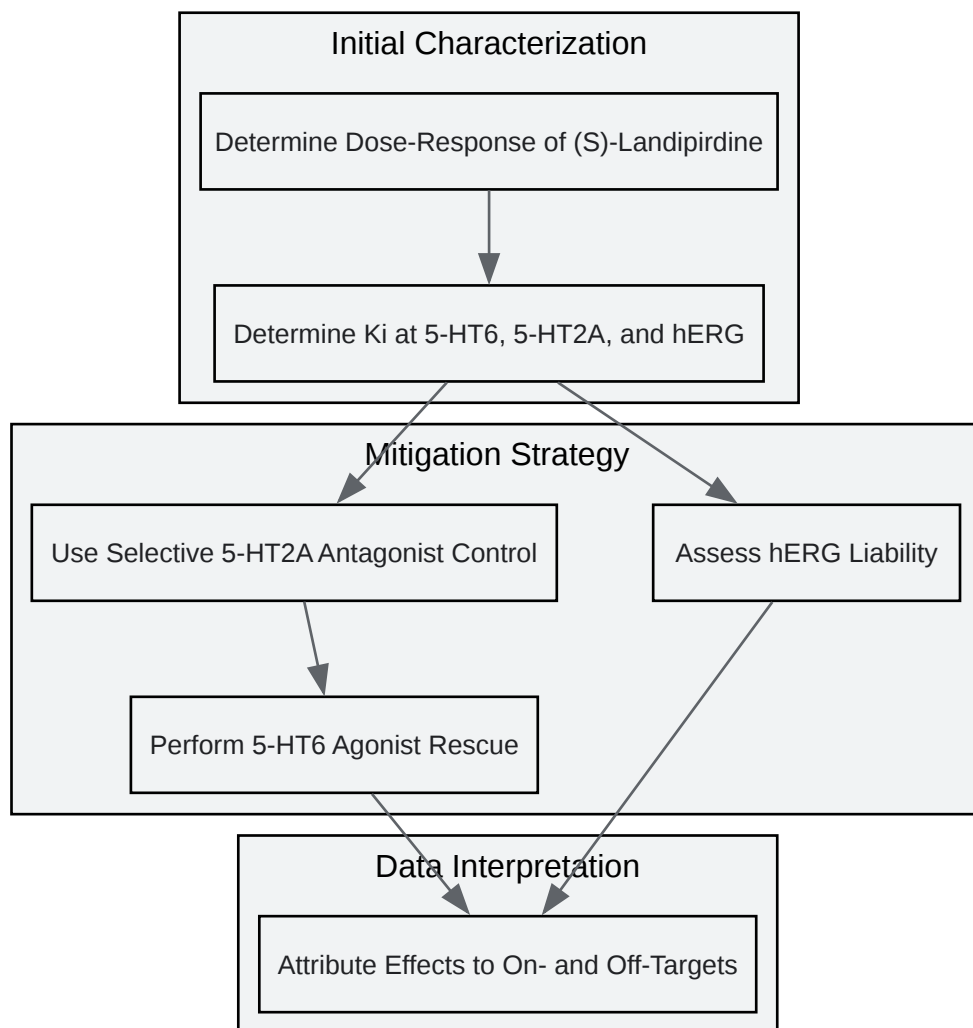 Initial Characterization
Determine Dose-Response of (S)-Landipirdine
Determine Ki at 5-HT6, 5-HT2A, and hERG
Mitigation Strategy
Use Selective 5-HT2A Antagonist Control
Assess hERG Liability
Perform 5-HT6 Agonist Rescue
Data Interpretation
Attribute Effects to On- and Off-Targets